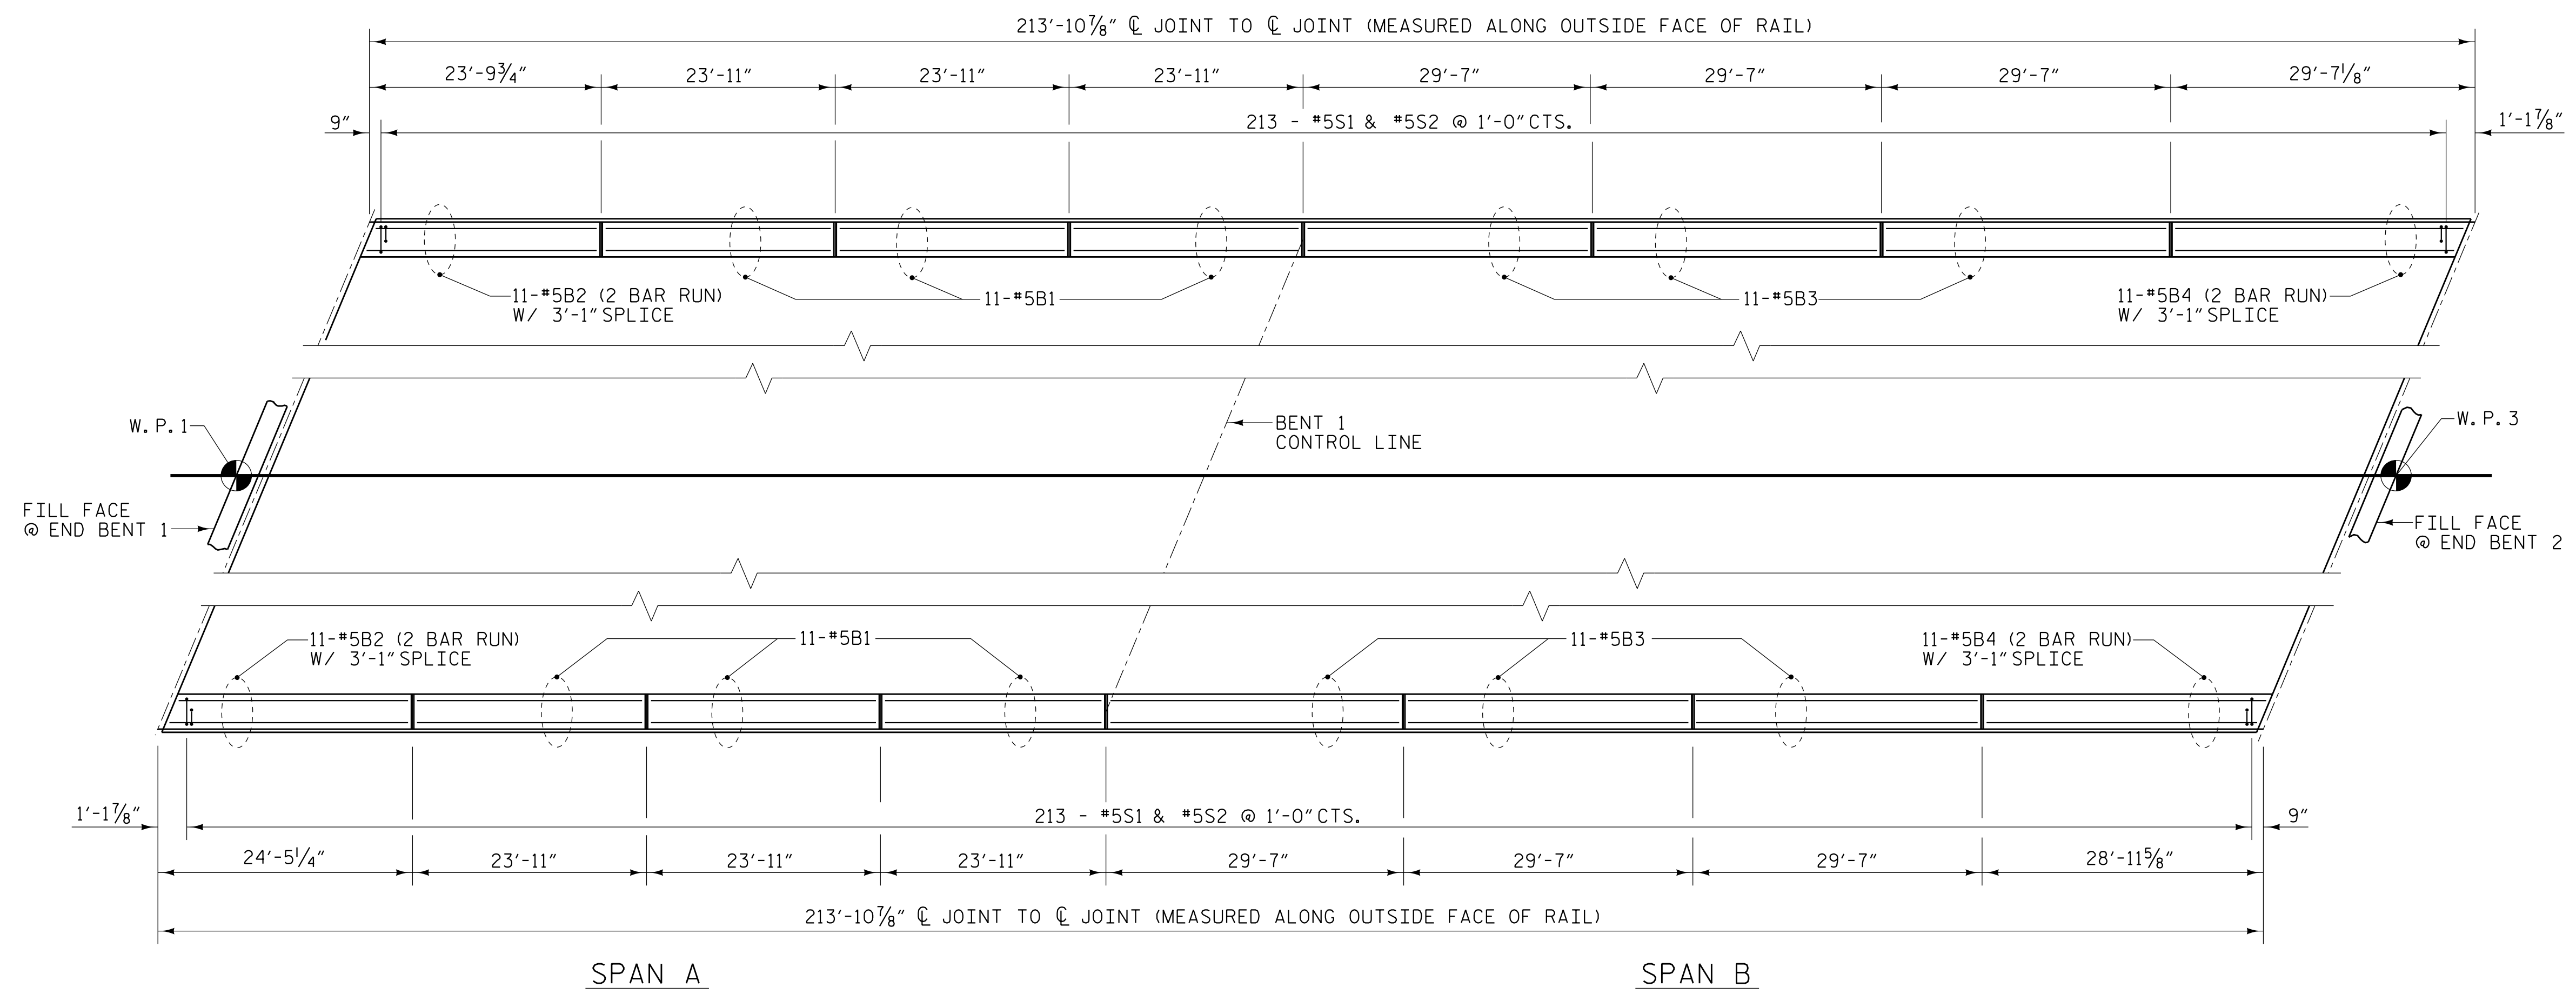 213'-10⅞" ℄ JOINT TO ℄ JOINT (MEASURED ALONG OUTSIDE FACE OF RAIL)
23'-9¾" 23'-11" 23'-11" 23'-11" 29'-7" 29'-7" 29'-7" 29'-7⅛"
9" 213 - #5S1 & #5S2 @ 1'-0" CTS. 1'-1⅞"
11-#5B2 (2 BAR RUN)
W/ 3'-1" SPLICE
11-#5B1
11-#5B3
11-#5B4 (2 BAR RUN)
W/ 3'-1" SPLICE
W.P. 1
BENT 1
CONTROL LINE
W.P. 3
FILL FACE
@ END BENT 1
FILL FACE
@ END BENT 2
11-#5B2 (2 BAR RUN)
W/ 3'-1" SPLICE
11-#5B1
11-#5B3
11-#5B4 (2 BAR RUN)
W/ 3'-1" SPLICE
1'-1⅞" 213 - #5S1 & #5S2 @ 1'-0" CTS. 9"
24'-5¼" 23'-11" 23'-11" 23'-11" 29'-7" 29'-7" 29'-7" 28'-11⅝"
213'-10⅞" ℄ JOINT TO ℄ JOINT (MEASURED ALONG OUTSIDE FACE OF RAIL)
SPAN A SPAN B